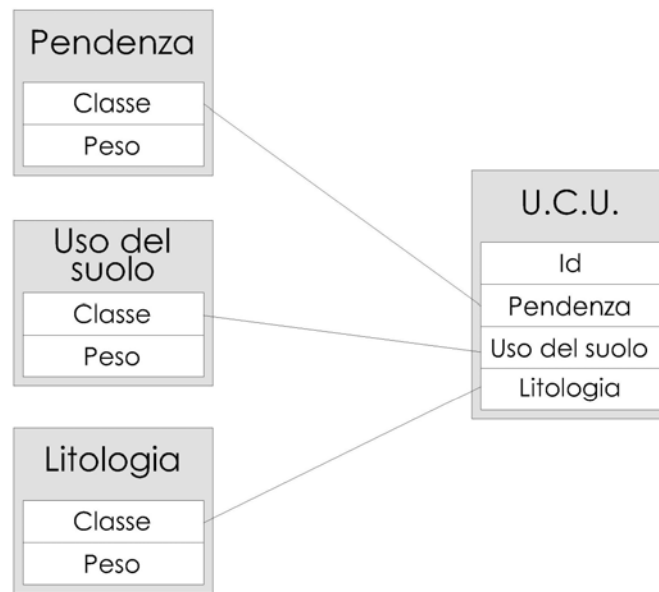 Pendenza
Classe
Peso
Uso del
suolo
Classe
Peso
Litologia
Classe
Peso
U.C.U.
Id
Pendenza
Uso del suolo
Litologia